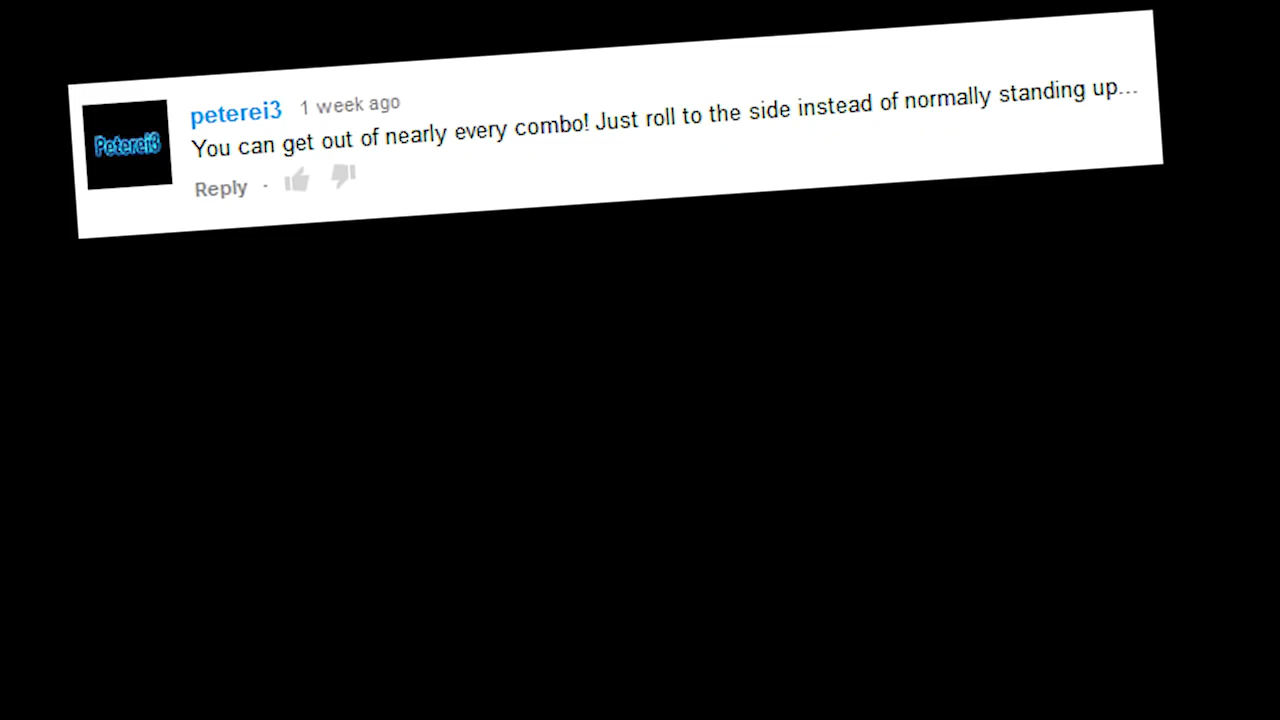 Peterei3
peterei3 1 week ago
You can get out of nearly every combo! Just roll to the side instead of normally standing up...
Reply ·